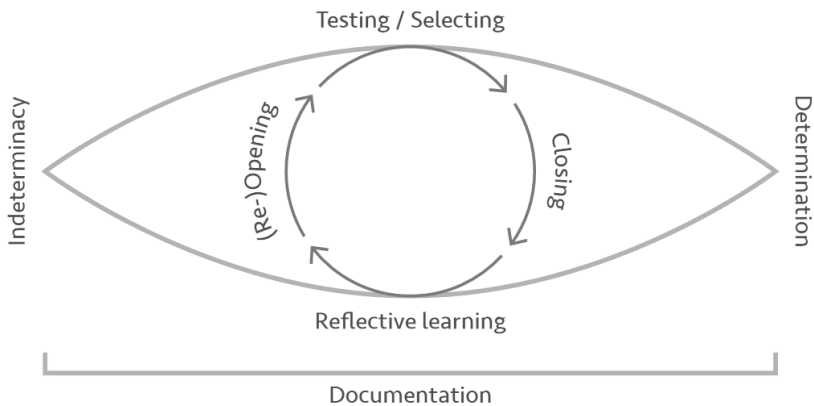 Testing / Selecting
Indeterminacy
(Re-)Opening
Closing
Determination
Reflective learning
Documentation